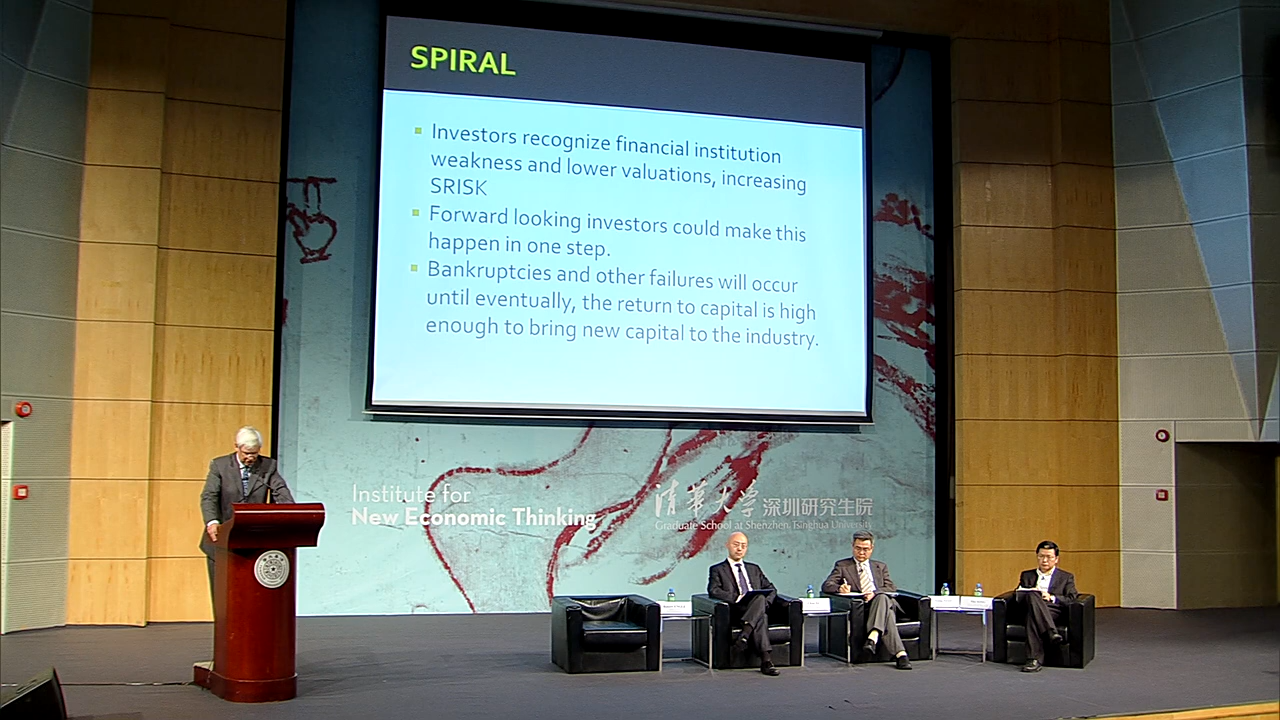 SPIRAL
Investors recognize financial institution
weakness and lower valuations, increasing
SRISK
Forward looking investors could make this
happen in one step.
Bankruptcies and other failures will occur
until eventually, the return to capital is high
enough to bring new capital to the industry.
Institute for
New Economic Thinking
清华大学深圳研究生院
Graduate School at Shenzhen, Tsinghua University